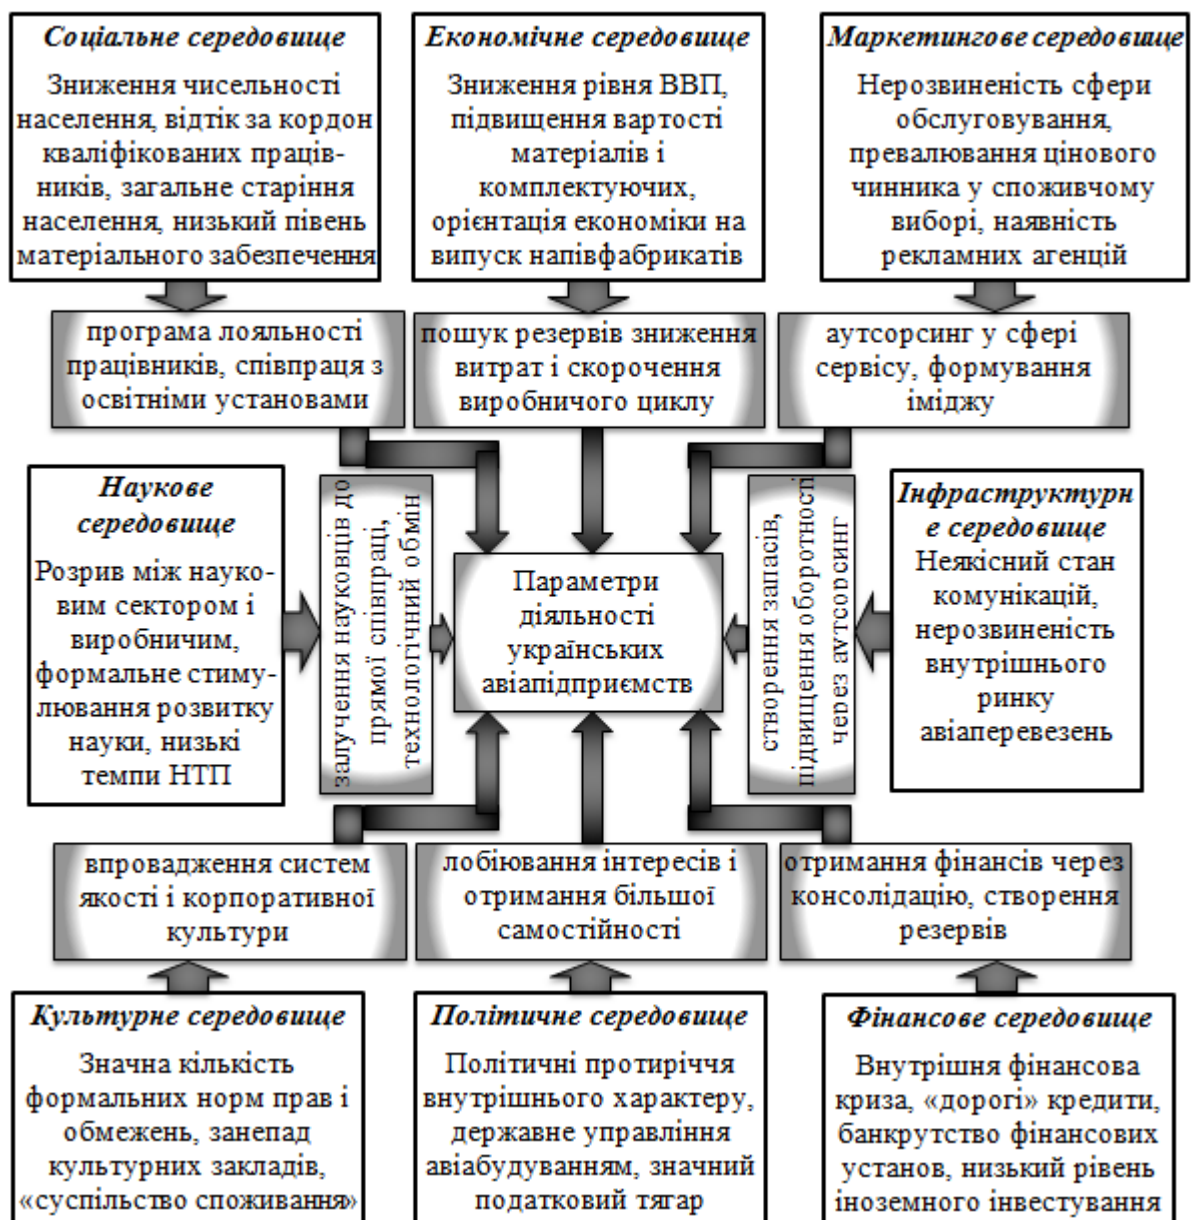 Соціальне середовище
Зниження чисельності
населення, відтік за кордон
кваліфікованих праців-
ників, загальне старіння
населення, низький півень
матеріального забезпечення
Економічне середовище
Зниження рівня ВВП,
підвищення вартості
матеріалів і
комплектуючих,
орієнтація економіки на
випуск напівфабрикатів
Маркетингове середовище
Нерозвиненість сфери
обслуговування,
превалювання цінового
чинника у споживчому
виборі, наявність
рекламних агенцій
програма лояльності
працівників, співпраця з
освітніми установами
пошук резервів зниження
витрат і скорочення
виробничого циклу
аутсорсинг у сфері
сервісу, формування
іміджу
Наукове
середовище
Розрив між науко-
вим сектором і
виробничим,
формальне стиму-
лювання розвитку
науки, низькі
темпи НТП
залучення науковців до
прямої співпраці,
технологічний обмін
Параметри
діяльності
українських
авіапідприємств
створення запасів,
підвищення оборотності
через аутсорсинг
Інфраструктурн
е середовище
Неякісний стан
комунікацій,
нерозвиненість
внутрішнього
ринку
авіаперевезень
впровадження систем
якості і корпоративної
культури
лобіювання інтересів і
отримання більшої
самостійності
отримання фінансів через
консолідацію, створення
резервів
Культурне середовище
Значна кількість
формальних норм прав і
обмежень, занепад
культурних закладів,
«суспільство споживання»
Політичне середовище
Політичні протиріччя
внутрішнього характеру,
державне управління
авіабудуванням, значний
податковий тягар
Фінансове середовище
Внутрішня фінансова
криза, «дорогі» кредити,
банкрутство фінансових
установ, низький рівень
іноземного інвестування